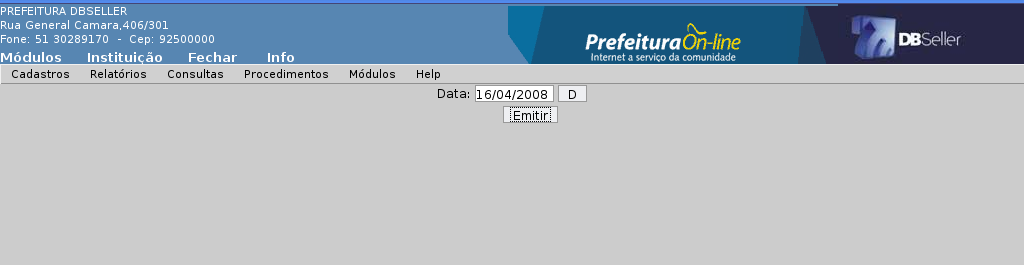 PREFEITURA DBSELLER
Rua General Camara,406/301
Fone: 51 30289170 - Cep: 92500000
Prefeitura On-line
Internet a serviço da comunidade
DBSeller
Módulos Instituição Fechar Info
Cadastros Relatórios Consultas Procedimentos Módulos Help
Data: 16/04/2008 D
Emitir